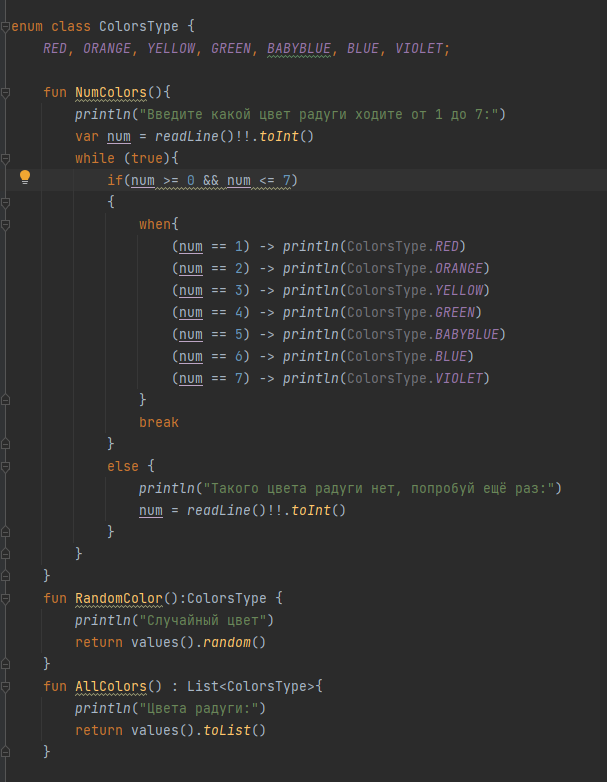 enum class ColorsType {
RED, ORANGE, YELLOW, GREEN, BABYBLUE, BLUE, VIOLET;
fun NumColors(){
println("Введите какой цвет радуги ходите от 1 до 7:")
var num = readLine()!!.toInt()
while (true){
if(num >= 0 && num <= 7)
{
when{
(num == 1) -> println(ColorsType.RED)
(num == 2) -> println(ColorsType.ORANGE)
(num == 3) -> println(ColorsType.YELLOW)
(num == 4) -> println(ColorsType.GREEN)
(num == 5) -> println(ColorsType.BABYBLUE)
(num == 6) -> println(ColorsType.BLUE)
(num == 7) -> println(ColorsType.VIOLET)
}
break
}
else {
println("Такого цвета радуги нет, попробуй ещё раз:")
num = readLine()!!.toInt()
}
}
}
fun RandomColor():ColorsType {
println("Случайный цвет")
return values().random()
}
fun AllColors() : List<ColorsType>{
println("Цвета радуги:")
return values().toList()
}